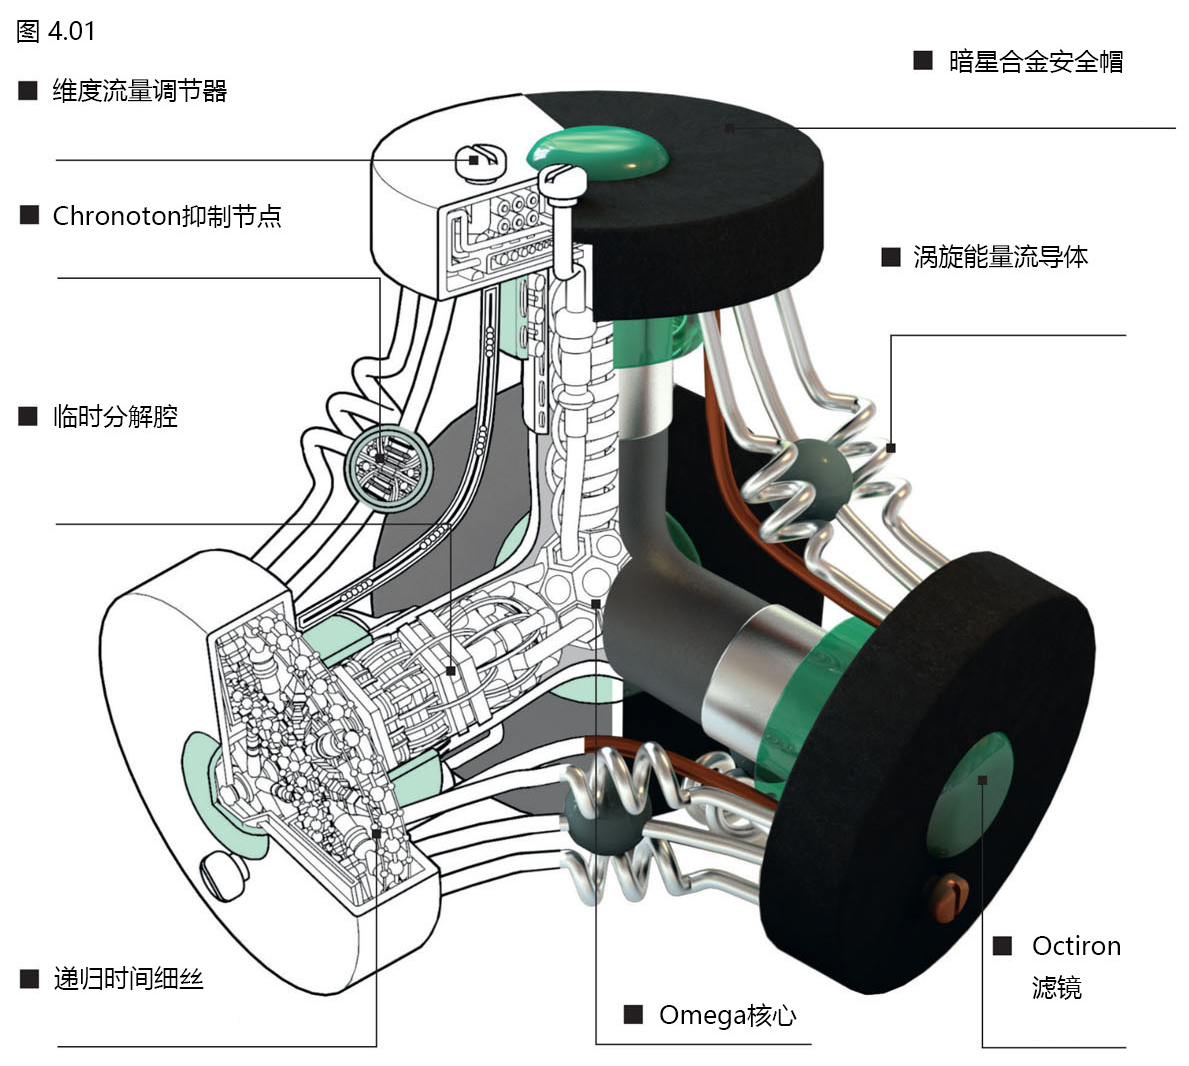 图 4.01
维度流量调节器
暗星合金安全帽
Chronoton抑制节点
涡旋能量流导体
临时分解腔
递归时间细丝
Omega核心
Octiron
滤镜